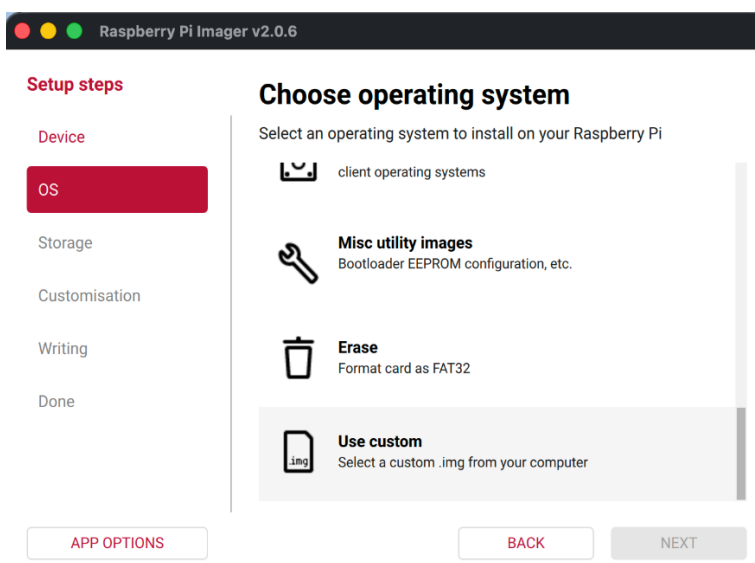 Raspberry Pi Imager v2.0.6
Setup steps
Device
OS
Storage
Customisation
Writing
Done
APP OPTIONS
Choose operating system
Select an operating system to install on your Raspberry Pi
client operating systems
Misc utility images
Bootloader EEPROM configuration, etc.
Erase
Format card as FAT32
.img
Use custom
Select a custom .img from your computer
BACK
NEXT